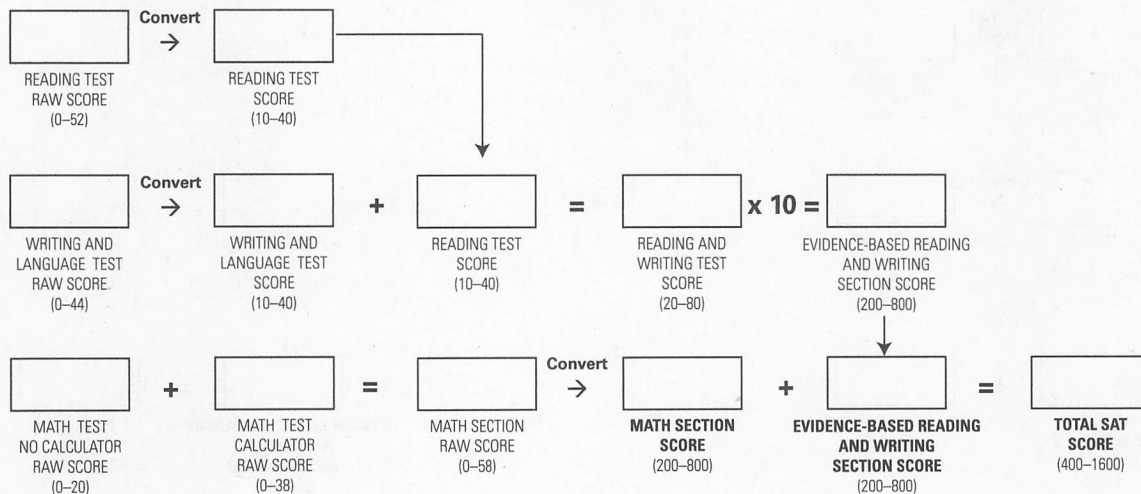 Convert
→
READING TEST
RAW SCORE
(0–52)
READING TEST
SCORE
(10–40)
Convert
→
+
=
x 10 =
WRITING AND
LANGUAGE TEST
RAW SCORE
(0–44)
WRITING AND
LANGUAGE TEST
SCORE
(10–40)
READING TEST
SCORE
(10–40)
READING AND
WRITING TEST
SCORE
(20–80)
EVIDENCE-BASED READING
AND WRITING
SECTION SCORE
(200–800)
+
=
Convert
→
+
=
MATH TEST
NO CALCULATOR
RAW SCORE
(0–20)
MATH TEST
CALCULATOR
RAW SCORE
(0–38)
MATH SECTION
RAW SCORE
(0–58)
MATH SECTION
SCORE
(200–800)
EVIDENCE-BASED READING
AND WRITING
SECTION SCORE
(200–800)
TOTAL SAT
SCORE
(400–1600)